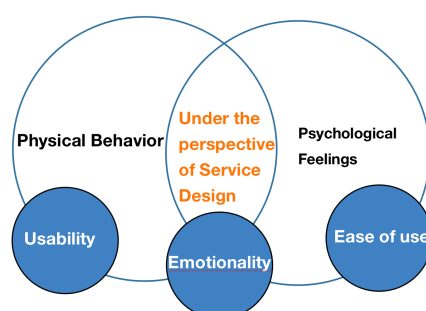 Under the
perspective
of Service
Design
Physical Behavior
Psychological
Feelings
Usability
Emotionality
Ease of use